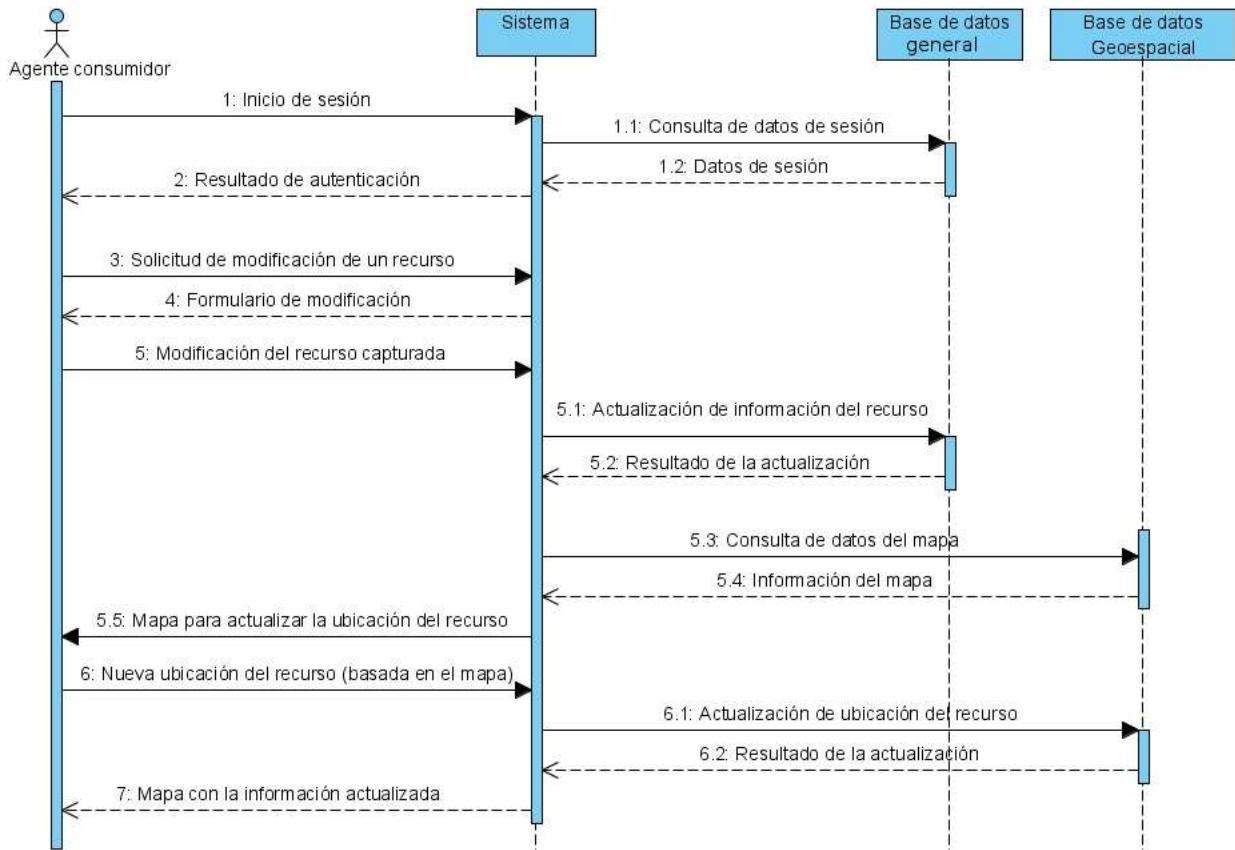 Sistema
Base de datos
general
Base de datos
Geoespacial
Agente consumidor
1: Inicio de sesión
1.1: Consulta de datos de sesión
1.2: Datos de sesión
2: Resultado de autenticación
3: Solicitud de modificación de un recurso
4: Formulario de modificación
5: Modificación del recurso capturada
5.1: Actualización de información del recurso
5.2: Resultado de la actualización
5.3: Consulta de datos del mapa
5.4: Información del mapa
5.5: Mapa para actualizar la ubicación del recurso
6: Nueva ubicación del recurso (basada en el mapa)
6.1: Actualización de ubicación del recurso
6.2: Resultado de la actualización
7: Mapa con la información actualizada